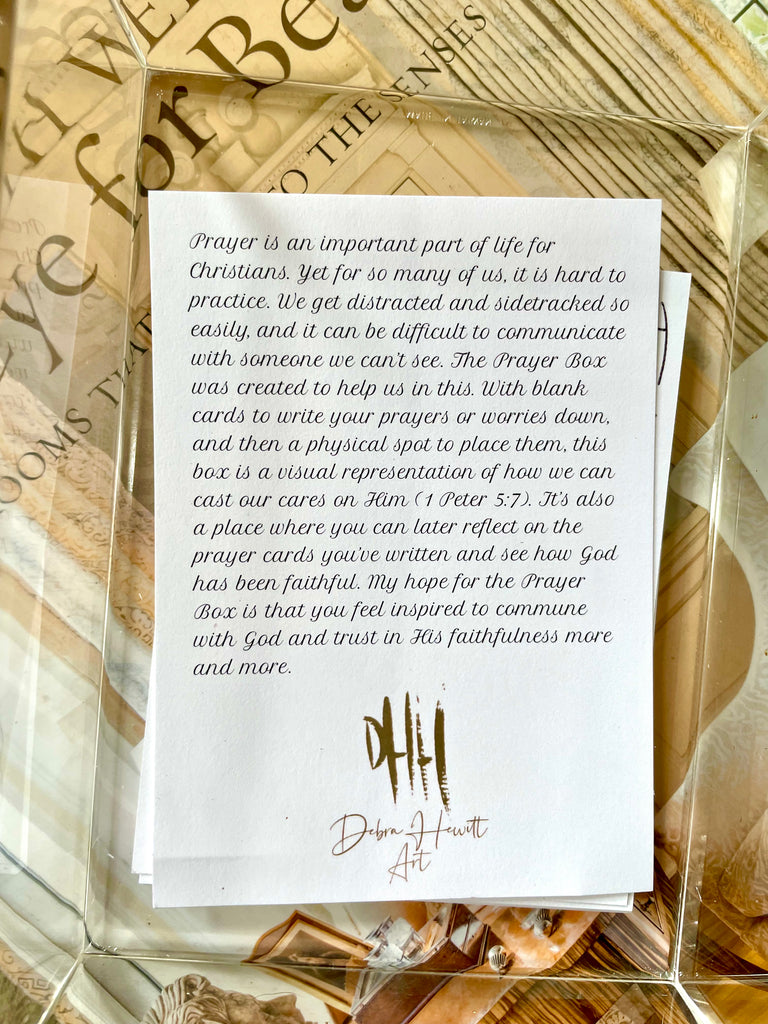 Prayer is an important part of life for
Christians. Yet for so many of us, it is hard to
practice. We get distracted and sidetracked so
easily, and it can be difficult to communicate
with someone we can't see. The Prayer Box
was created to help us in this. With blank
cards to write your prayers or worries down,
and then a physical spot to place them, this
box is a visual representation of how we can
cast our cares on Him (1 Peter 5:7). It's also
a place where you can later reflect on the
prayer cards you've written and see how God
has been faithful. My hope for the Prayer
Box is that you feel inspired to commune
with God and trust in His faithfulness more
and more.
DH
Debra Hewitt
Art
Eye for Bea
ROOMS THAT
TO THE SENSES